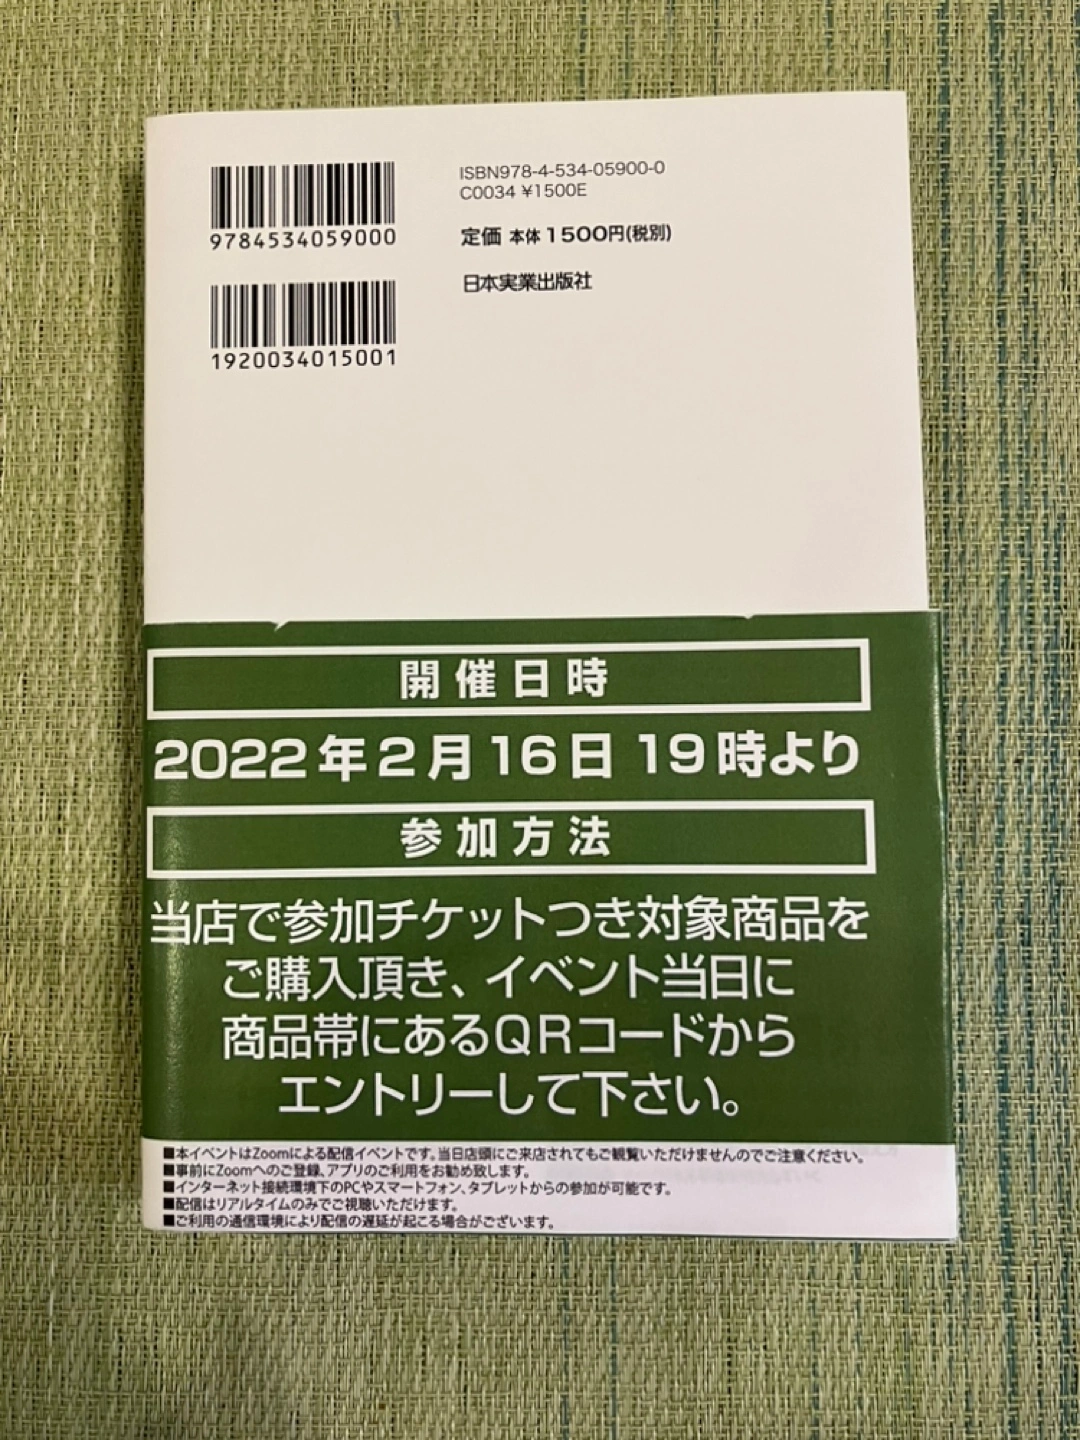 ISBN978-4-534-05900-0
C0034 ¥1500E
9784534059000
定価 本体1500円(税別)
日本実業出版社
1920034015001
開催日時
2022年2月16日 19時より
参加方法
当店で参加チケットつき対象商品を
ご購入頂き、イベント当日に
商品帯にあるQRコードから
エントリーして下さい。
■本イベントはZoomによる配信イベントです。当日店頭にご来店されてもご観覧いただけませんのでご注意ください。
■事前にZoomへのご登録、アプリのご利用をお勧め致します。
■インターネット接続環境下のPCやスマートフォン、タブレットからの参加が可能です。
■配信はリアルタイムのみでご視聴いただけます。
■ご利用の通信環境により配信の遅延が起こる場合がございます。